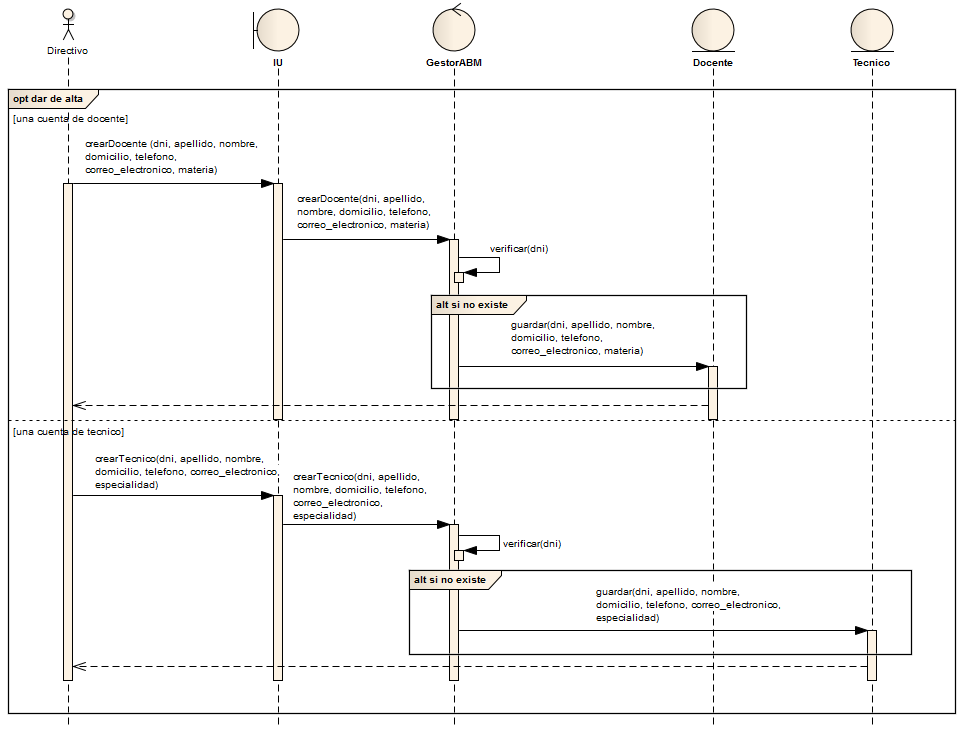 Directivo
IU
GestorABM
Docente
Tecnico
opt dar de alta
[una cuenta de docente]
crearDocente (dni, apellido, nombre,
domicilio, telefono,
correo_electronico, materia)
crearDocente(dni, apellido,
nombre, domicilio, telefono,
correo_electronico, materia)
verificar(dni)
alt si no existe
guardar(dni, apellido, nombre,
domicilio, telefono,
correo_electronico, materia)
[una cuenta de tecnico]
crearTecnico(dni, apellido, nombre,
domicilio, telefono, correo_electronico,
especialidad)
crearTecnico(dni, apellido,
nombre, domicilio, telefono,
correo_electronico,
especialidad)
verificar(dni)
alt si no existe
guardar(dni, apellido, nombre,
domicilio, telefono, correo_electronico,
especialidad)